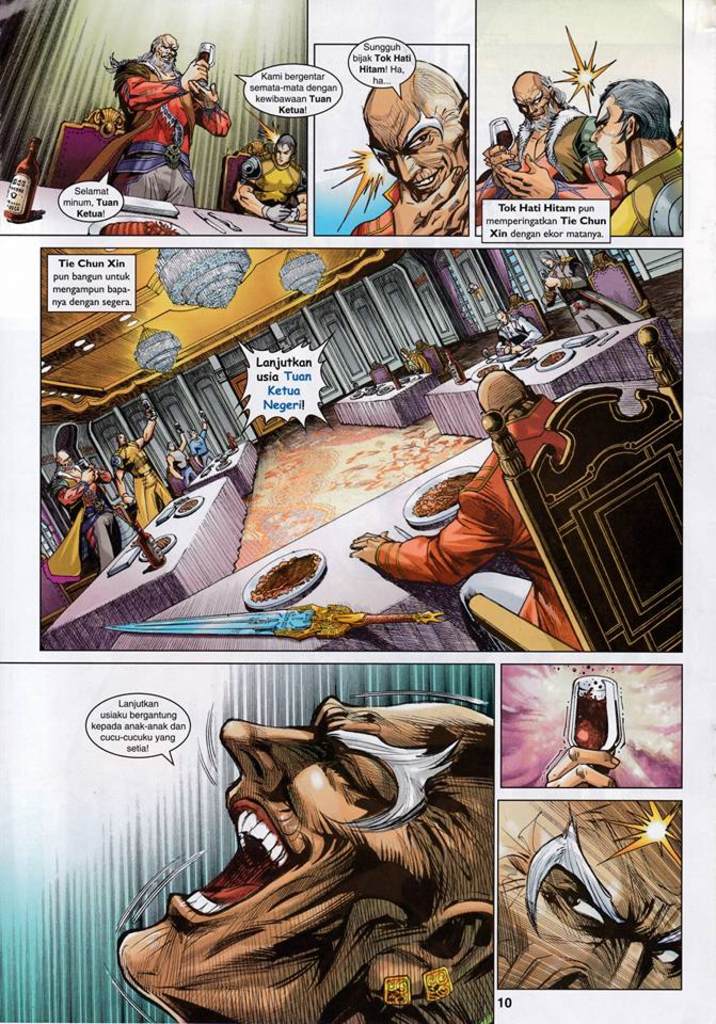 Kami bergentar
semata-mata dengan
kewibawaan Tuan
Ketua!
Selamat
minum, Tuan
Ketua!
Sungguh
bijak Tok Hati
Hitam! Ha,
ha...
Tok Hati Hitam pun
memperingatkan Tie Chun
Xin dengan ekor matanya.
Tie Chun Xin
pun bangun untuk
mengampun bapa-
nya dengan segera.
Lanjutkan
usia Tuan
Ketua
Negeri!
Lanjutkan
usiaku bergantung
kepada anak-anak dan
cucu-cucuku yang
setia!
10